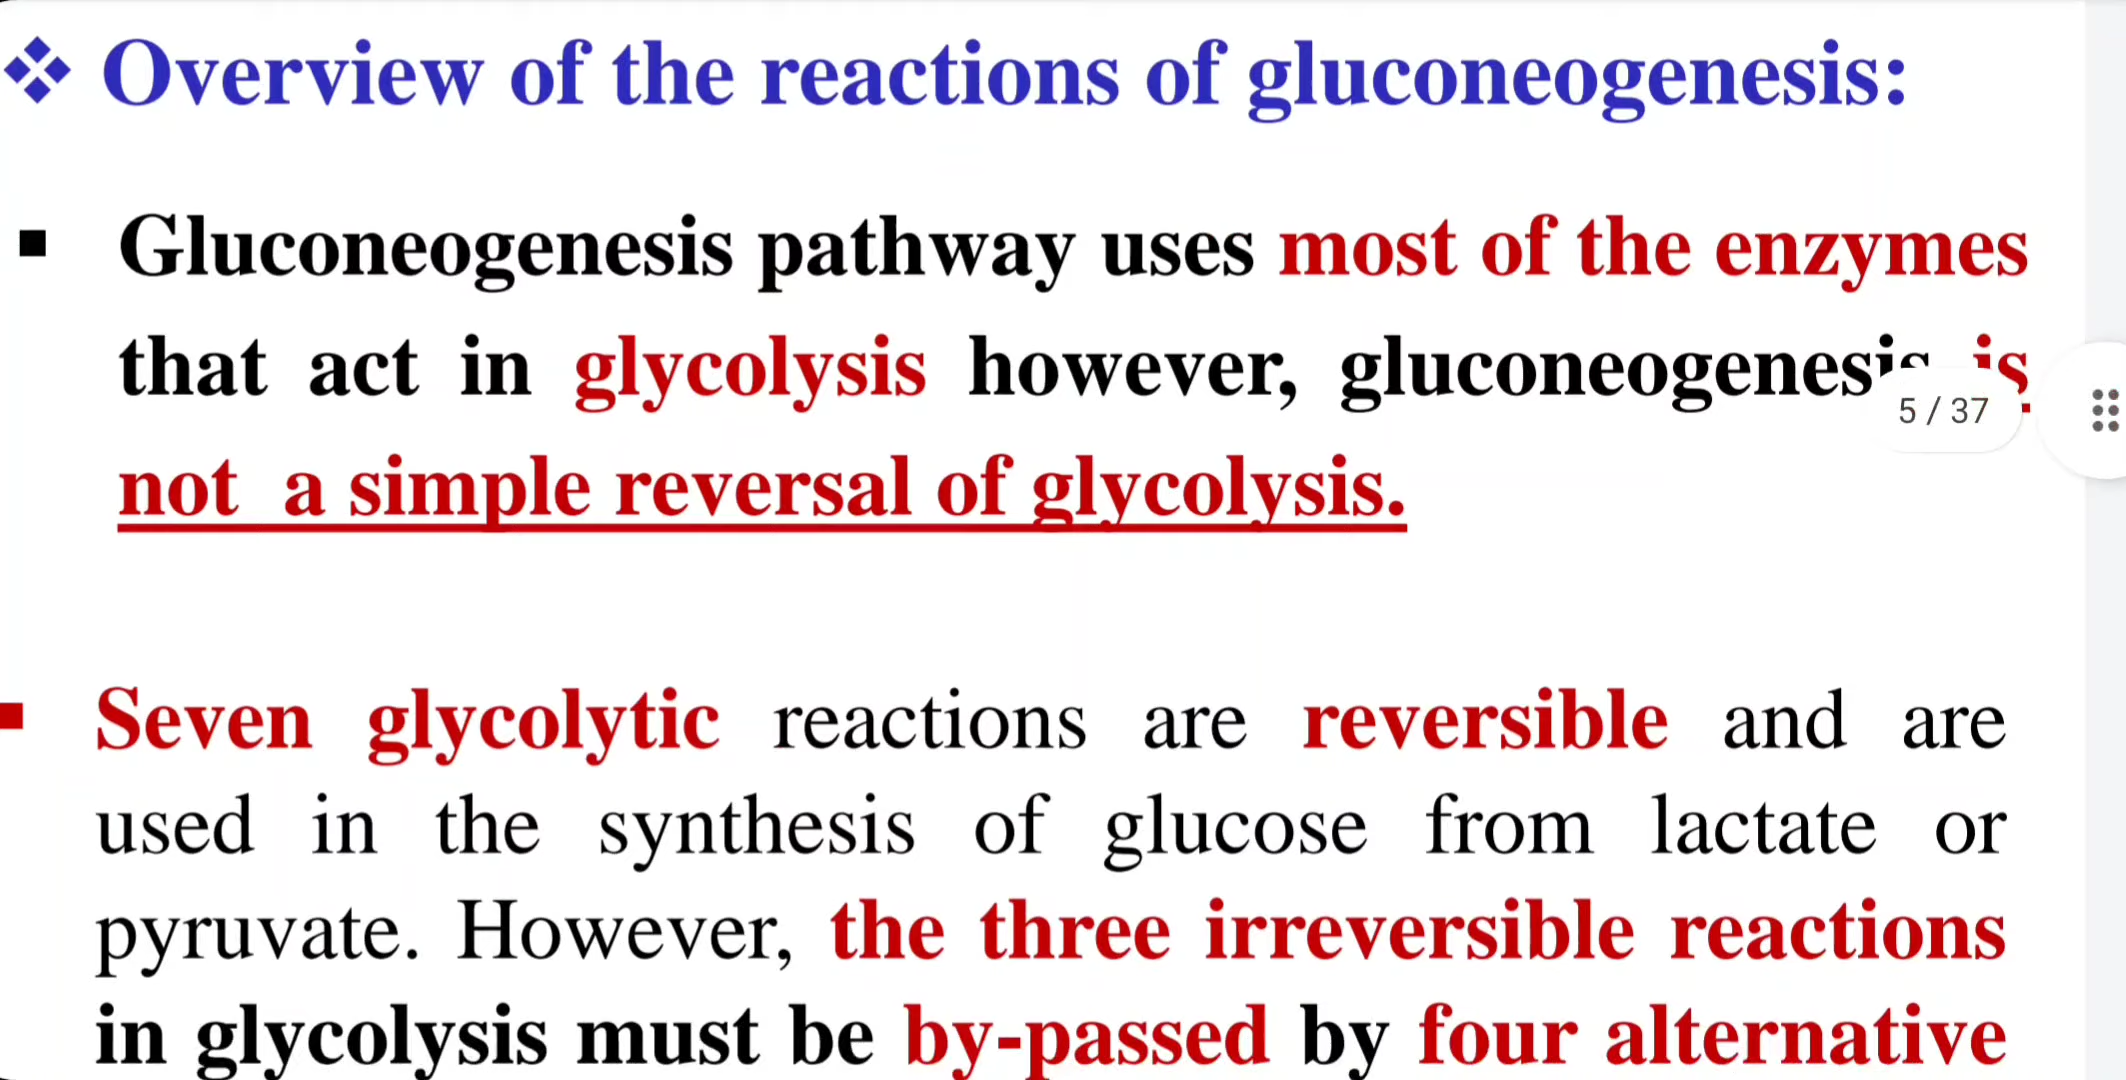 ❖ Overview of the reactions of gluconeogenesis:
▪ Gluconeogenesis pathway uses most of the enzymes
that act in glycolysis however, gluconeogenesis is
5 / 37
not a simple reversal of glycolysis.
▪ Seven glycolytic reactions are reversible and are
used in the synthesis of glucose from lactate or
pyruvate. However, the three irreversible reactions
in glycolysis must be by-passed by four alternative